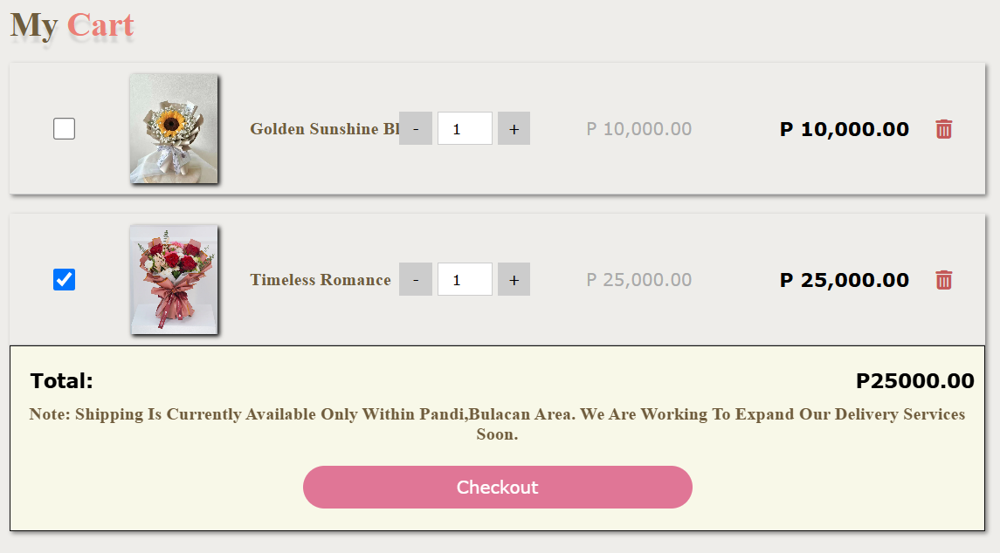 My Cart
Golden Sunshine Bl - 1 + P 10,000.00 P 10,000.00
Timeless Romance - 1 + P 25,000.00 P 25,000.00
Total: P25000.00
Note: Shipping Is Currently Available Only Within Pandi,Bulacan Area. We Are Working To Expand Our Delivery Services
Soon.
Checkout